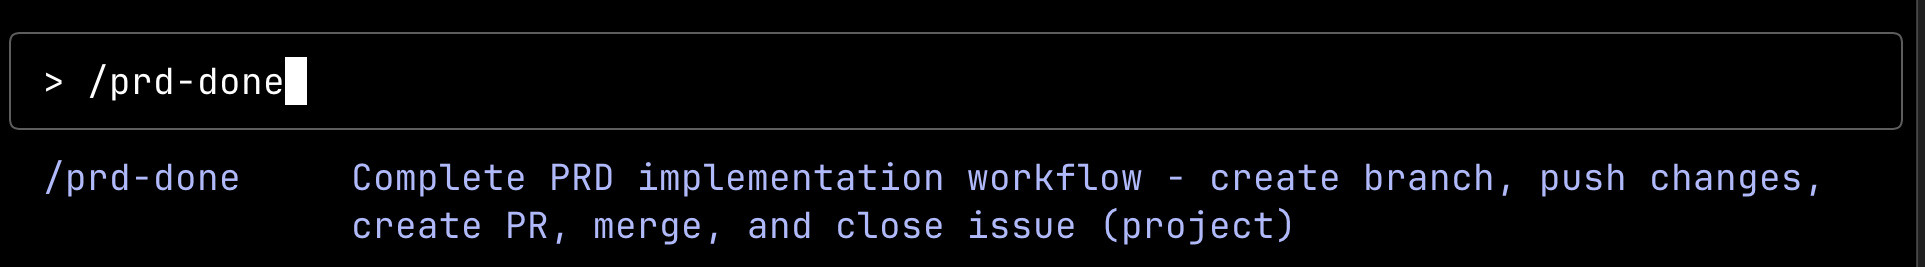 > /prd-done
/prd-done Complete PRD implementation workflow - create branch, push changes,
create PR, merge, and close issue (project)